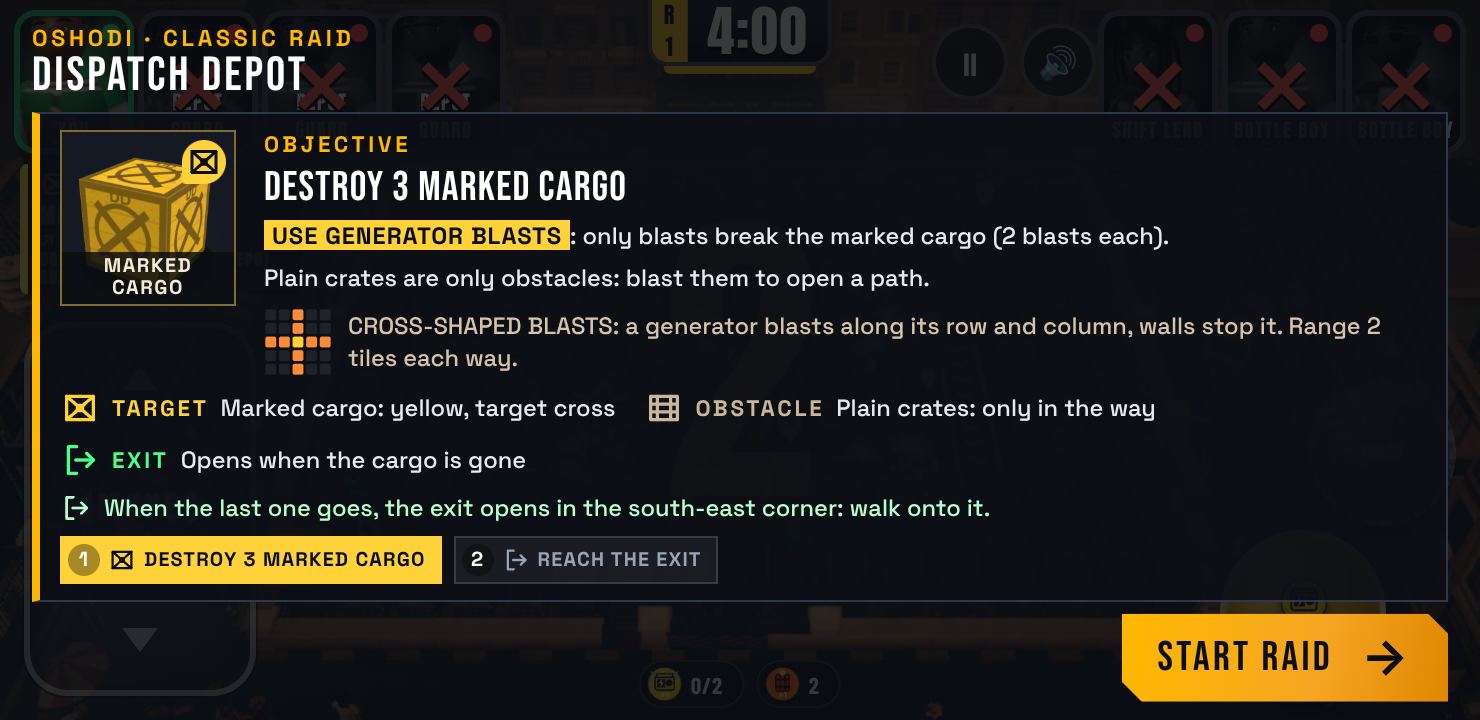 OSHODI · CLASSIC RAID
DISPATCH DEPOT
R
1
4:00
GUARD
SHIFT LEAD
BOTTLE BOY
BOTTLE BOY
MARKED
CARGO
OBJECTIVE
DESTROY 3 MARKED CARGO
USE GENERATOR BLASTS: only blasts break the marked cargo (2 blasts each).
Plain crates are only obstacles: blast them to open a path.
CROSS-SHAPED BLASTS: a generator blasts along its row and column, walls stop it. Range 2
tiles each way.
TARGET Marked cargo: yellow, target cross
OBSTACLE Plain crates: only in the way
EXIT Opens when the cargo is gone
When the last one goes, the exit opens in the south-east corner: walk onto it.
1 DESTROY 3 MARKED CARGO
2 REACH THE EXIT
START RAID
0/2
2